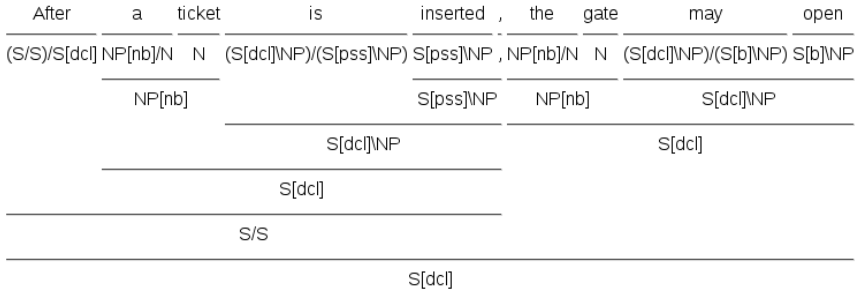 After a ticket is inserted , the gate may open
(S/S)/S[dcl] NP[nb]/N N (S[dcl]\NP)/(S[pss]\NP) S[pss]\NP , NP[nb]/N N (S[dcl]\NP)/(S[b]\NP) S[b]\NP
NP[nb] S[pss]\NP NP[nb] S[dcl]\NP
S[dcl]\NP S[dcl]
S[dcl]
S/S
S[dcl]